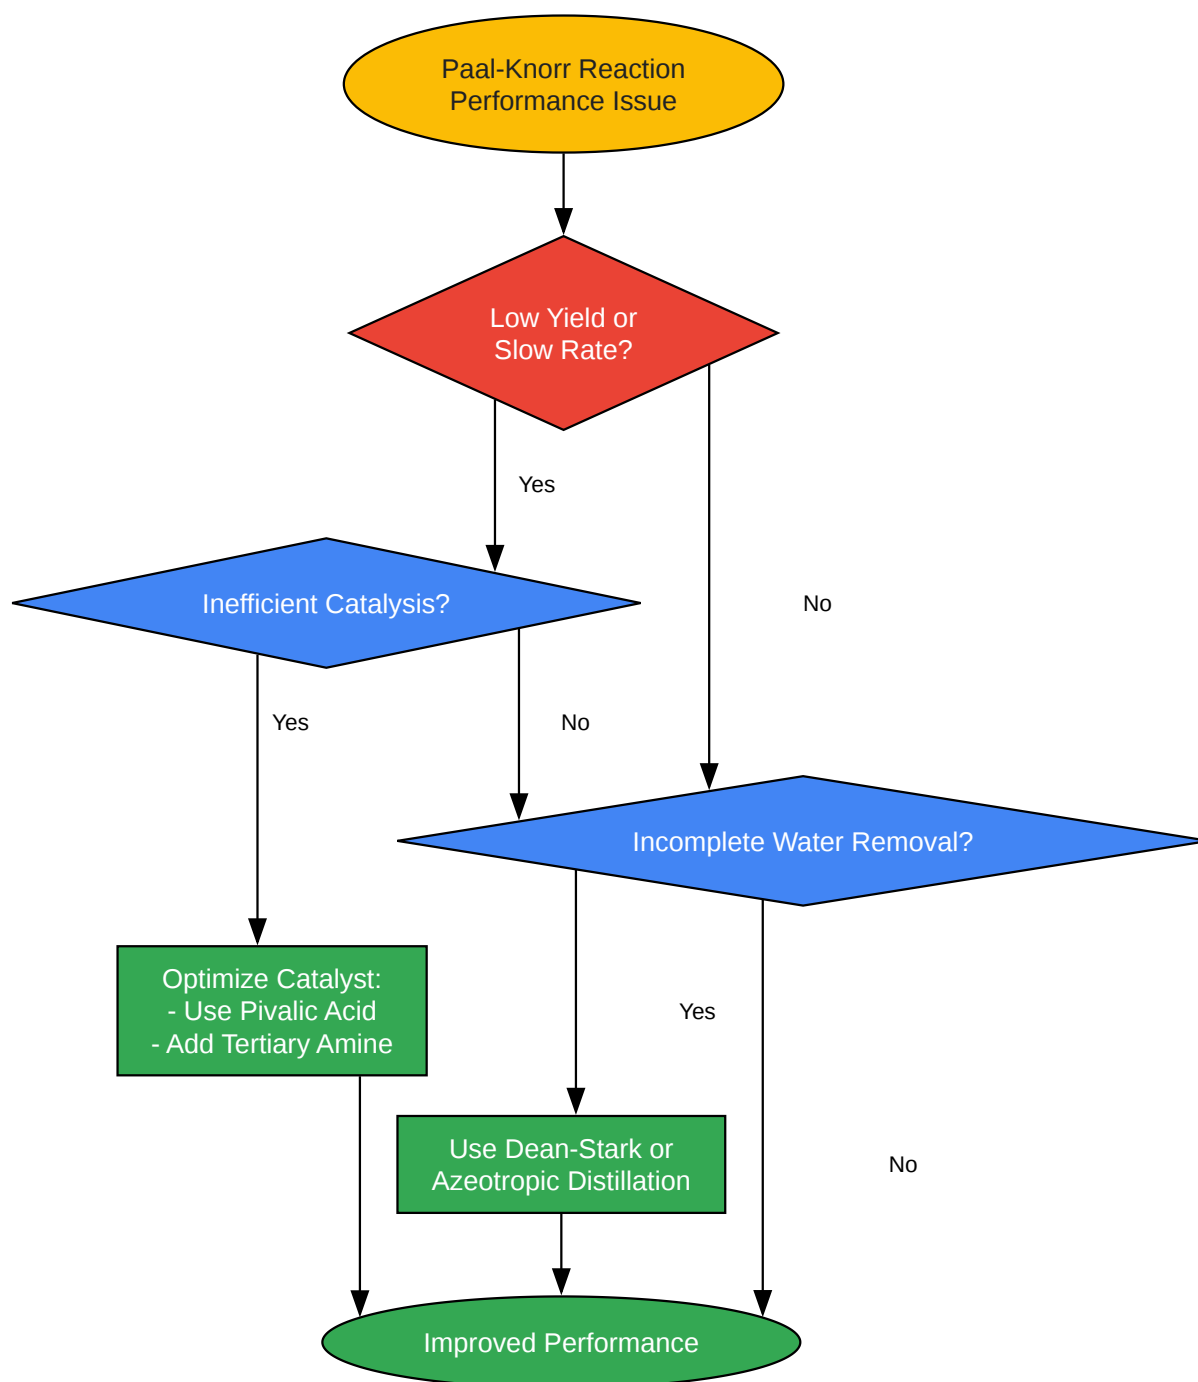 Paal-Knorr Reaction
Performance Issue
Low Yield or
Slow Rate?
Yes
Inefficient Catalysis?
No
Yes
No
Incomplete Water Removal?
Optimize Catalyst:
- Use Pivalic Acid
- Add Tertiary Amine
Yes
Use Dean-Stark or
Azeotropic Distillation
No
Improved Performance